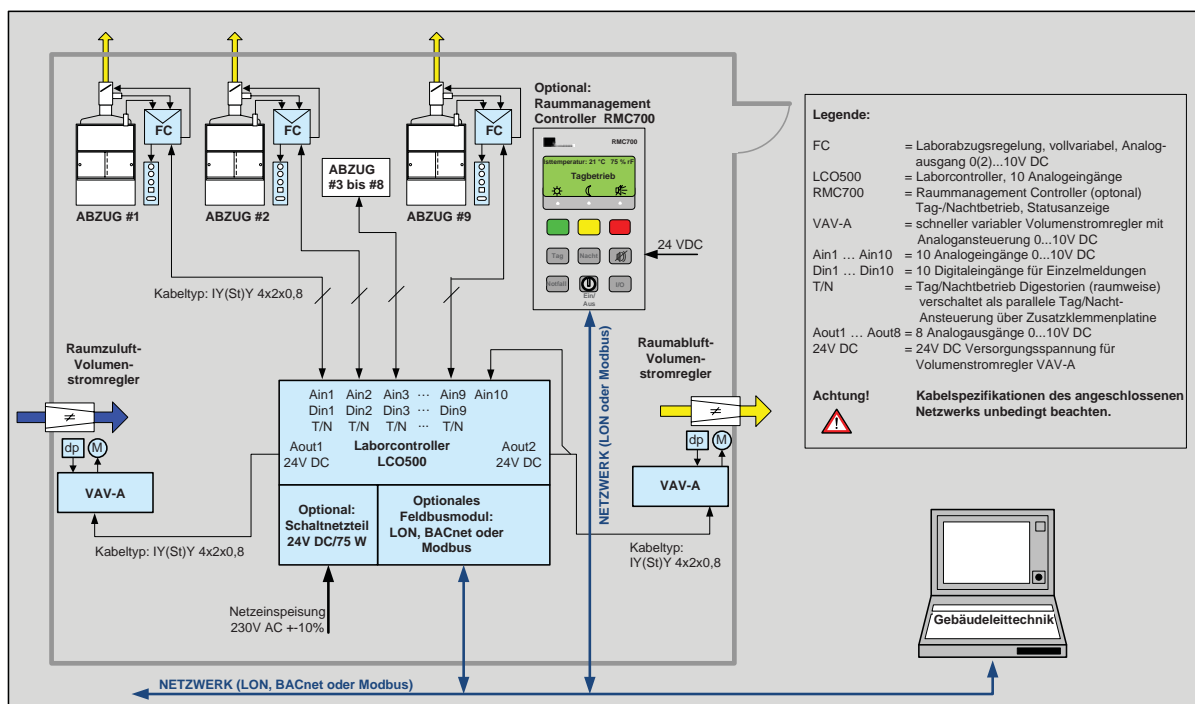 Optional:
Raummanagement
Controller RMC700
FC
FC
FC
ABZUG #1
ABZUG #2
ABZUG
#3 bis #8
ABZUG #9
RMC700
75 % rF
Tagbetrieb
Tag
Nacht
Notfall
I/O
Ein/
Aus
24 VDC
Kabeltyp: IY(St)Y 4x2x0,8
Raumzuluft-
Volumen-
stromregler
≠
dp
M
VAV-A
Kabeltyp: IY(St)Y 4x2x0,8
Ain1 Ain2 Ain3 ··· Ain9 Ain10
Din1 Din2 Din3 ··· Din9
T/N T/N T/N ··· T/N
Aout1
24V DC
Laborcontroller
LCO500
Aout2
24V DC
Optional:
Schaltnetzteil
24V DC/75 W
Optionales
Feldbusmodul:
LON, BACnet oder
Modbus
Netzeinspeisung
230V AC +-10%
NETZWERK (LON oder Modbus)
Raumabluft-
Volumen-
stromregler
≠
dp
M
VAV-A
Kabeltyp:
IY(St)Y 4x2x0,8
NETZWERK (LON, BACnet oder Modbus)
Legende:
FC = Laborabzugsregelung, vollvariabel, Analog-
ausgang 0(2)...10V DC
LCO500 = Laborcontroller, 10 Analogeingänge
RMC700 = Raummanagement Controller (optional)
Tag-/Nachtbetrieb, Statusanzeige
VAV-A = schneller variabler Volumenstromregler mit
Analogansteuerung 0...10V DC
Ain1 … Ain10 = 10 Analogeingänge 0...10V DC
Din1 … Din10 = 10 Digitaleingänge für Einzelmeldungen
T/N = Tag/Nachtbetrieb Digestorien (raumweise)
verschaltet als parallele Tag/Nacht-
Ansteuerung über Zusatzklemmenplatine
Aout1 … Aout8 = 8 Analogausgänge 0...10V DC
24V DC = 24V DC Versorgungsspannung für
Volumenstromregler VAV-A
Achtung! Kabelspezifikationen des angeschlossenen
Netzwerks unbedingt beachten.
Gebäudeleittechnik